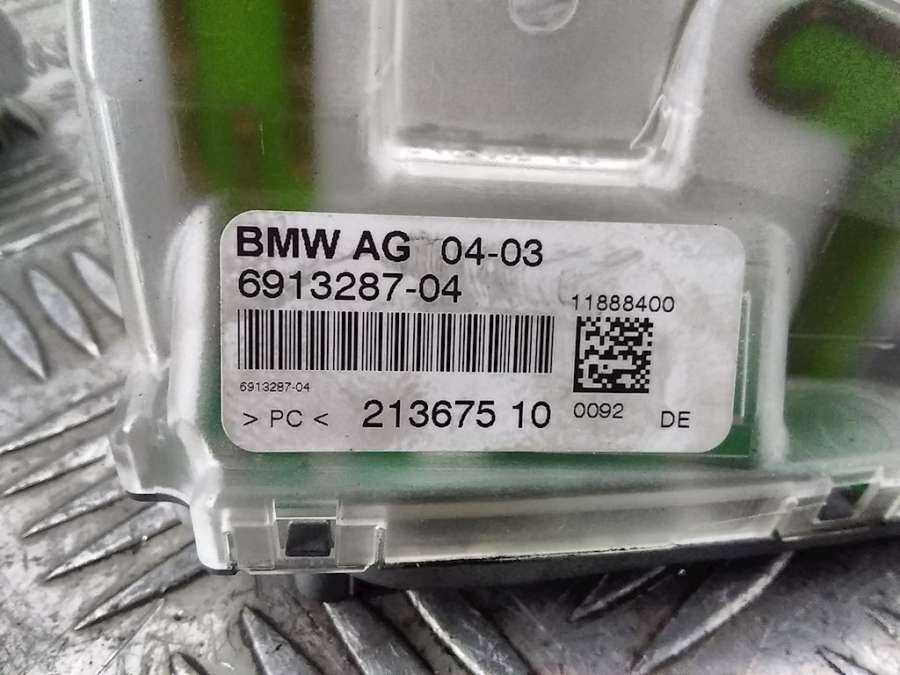 BMW AG 04-03
6913287-04
11888400
6913287-04
> PC < 213675 10 0092 DE